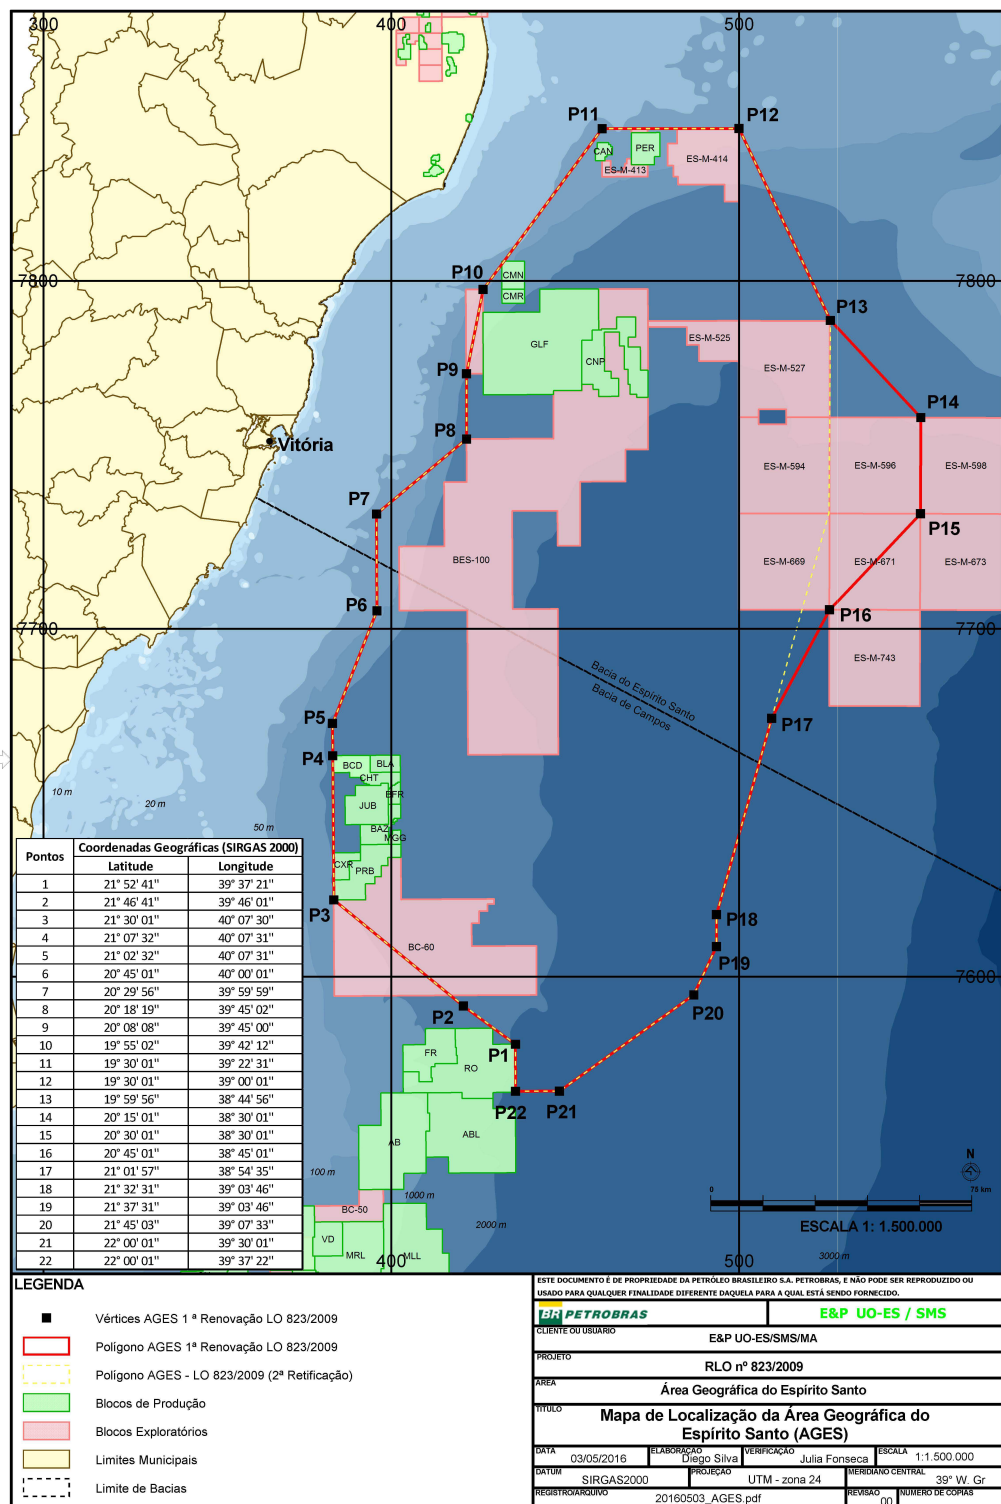 300 400 500
P11 P12
CAN PER
ES-M-413 ES-M-414
7800 7800
P10 CMN
CMR
P13
GLF CNP
ES-M-525
ES-M-527
P9
P14
P8
Vitória
ES-M-594 ES-M-596 ES-M-598
P7
P15
BES-100
ES-M-669 ES-M-671 ES-M-673
P6
P16
7700 7700
ES-M-743
Bacia do Espírito Santo
Bacia de Campos
P5
P17
P4
BCD BLA
CHT
BFR
JUB
BAZ
MGG
CXR
PRB
10 m
20 m
50 m
P3
P18
BC-60
P19
7600
P20
P2
P1
FR
RO
P22 P21
AB
ABL
100 m
1000 m
2000 m
BC-50
VD
MRL
MLL
400 500
3000 m
N
0 75 km
ESCALA 1: 1.500.000
Pontos Coordenadas Geográficas (SIRGAS 2000)
Latitude Longitude
1 21° 52' 41" 39° 37' 21"
2 21° 46' 41" 39° 46' 01"
3 21° 30' 01" 40° 07' 30"
4 21° 07' 32" 40° 07' 31"
5 21° 02' 32" 40° 07' 31"
6 20° 45' 01" 40° 00' 01"
7 20° 29' 56" 39° 59' 59"
8 20° 18' 19" 39° 45' 02"
9 20° 08' 08" 39° 45' 00"
10 19° 55' 02" 39° 42' 12"
11 19° 30' 01" 39° 22' 31"
12 19° 30' 01" 39° 00' 01"
13 19° 59' 56" 38° 44' 56"
14 20° 15' 01" 38° 30' 01"
15 20° 30' 01" 38° 30' 01"
16 20° 45' 01" 38° 45' 01"
17 21° 01' 57" 38° 54' 35"
18 21° 32' 31" 39° 03' 46"
19 21° 37' 31" 39° 03' 46"
20 21° 45' 03" 39° 07' 33"
21 22° 00' 01" 39° 30' 01"
22 22° 00' 01" 39° 37' 22"
LEGENDA
Vértices AGES 1 ª Renovação LO 823/2009
Polígono AGES 1ª Renovação LO 823/2009
Polígono AGES - LO 823/2009 (2ª Retificação)
Blocos de Produção
Blocos Exploratórios
Limites Municipais
Limite de Bacias
ESTE DOCUMENTO É DE PROPRIEDADE DA PETRÓLEO BRASILEIRO S.A. PETROBRAS, E NÃO PODE SER REPRODUZIDO OU
USADO PARA QUALQUER FINALIDADE DIFERENTE DAQUELA PARA A QUAL ESTÁ SENDO FORNECIDO.
BR PETROBRAS E&P UO-ES / SMS
CLIENTE OU USUÁRIO
E&P UO-ES/SMS/MA
PROJETO
RLO nº 823/2009
ÁREA
Área Geográfica do Espírito Santo
TÍTULO
Mapa de Localização da Área Geográfica do
Espírito Santo (AGES)
DATA 03/05/2016 ELABORAÇÃO Diego Silva VERIFICAÇÃO Julia Fonseca ESCALA 1:1.500.000
DATUM SIRGAS2000 PROJEÇÃO UTM - zona 24 MERIDIANO CENTRAL 39° W. Gr
REGISTRO/ARQUIVO 20160503_AGES.pdf REVISÃO 00 NÚMERO DE CÓPIAS